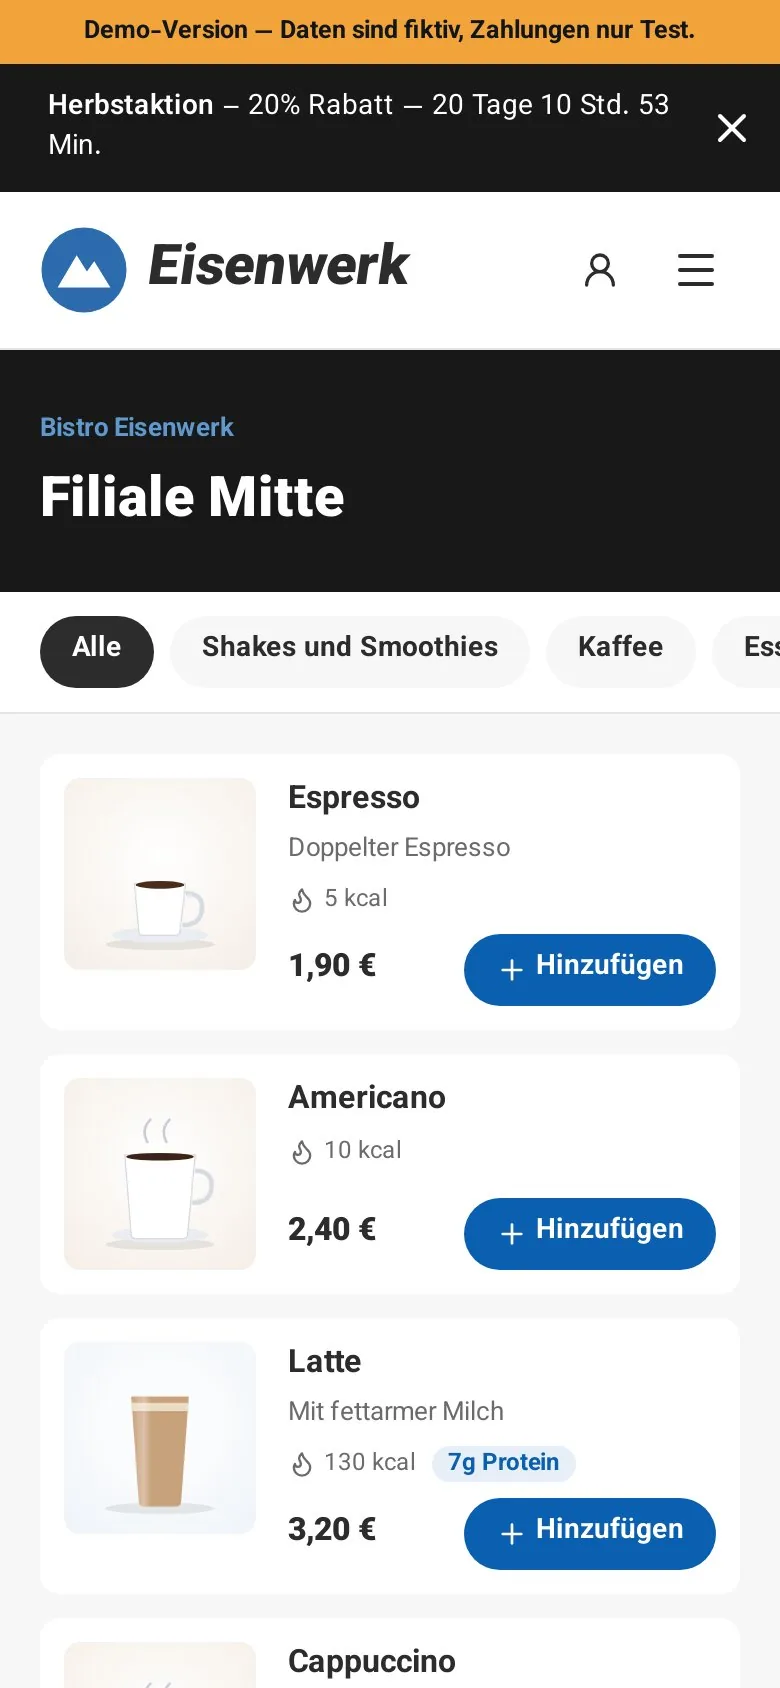 Demo-Version — Daten sind fiktiv, Zahlungen nur Test.
Herbstaktion – 20% Rabatt — 20 Tage 10 Std. 53
Min.
Eisenwerk
Bistro Eisenwerk
Filiale Mitte
Alle
Shakes und Smoothies
Kaffee
Ess
Espresso
Doppelter Espresso
5 kcal
1,90 €
Hinzufügen
Americano
10 kcal
2,40 €
Hinzufügen
Latte
Mit fettarmer Milch
130 kcal
7g Protein
3,20 €
Hinzufügen
Cappuccino